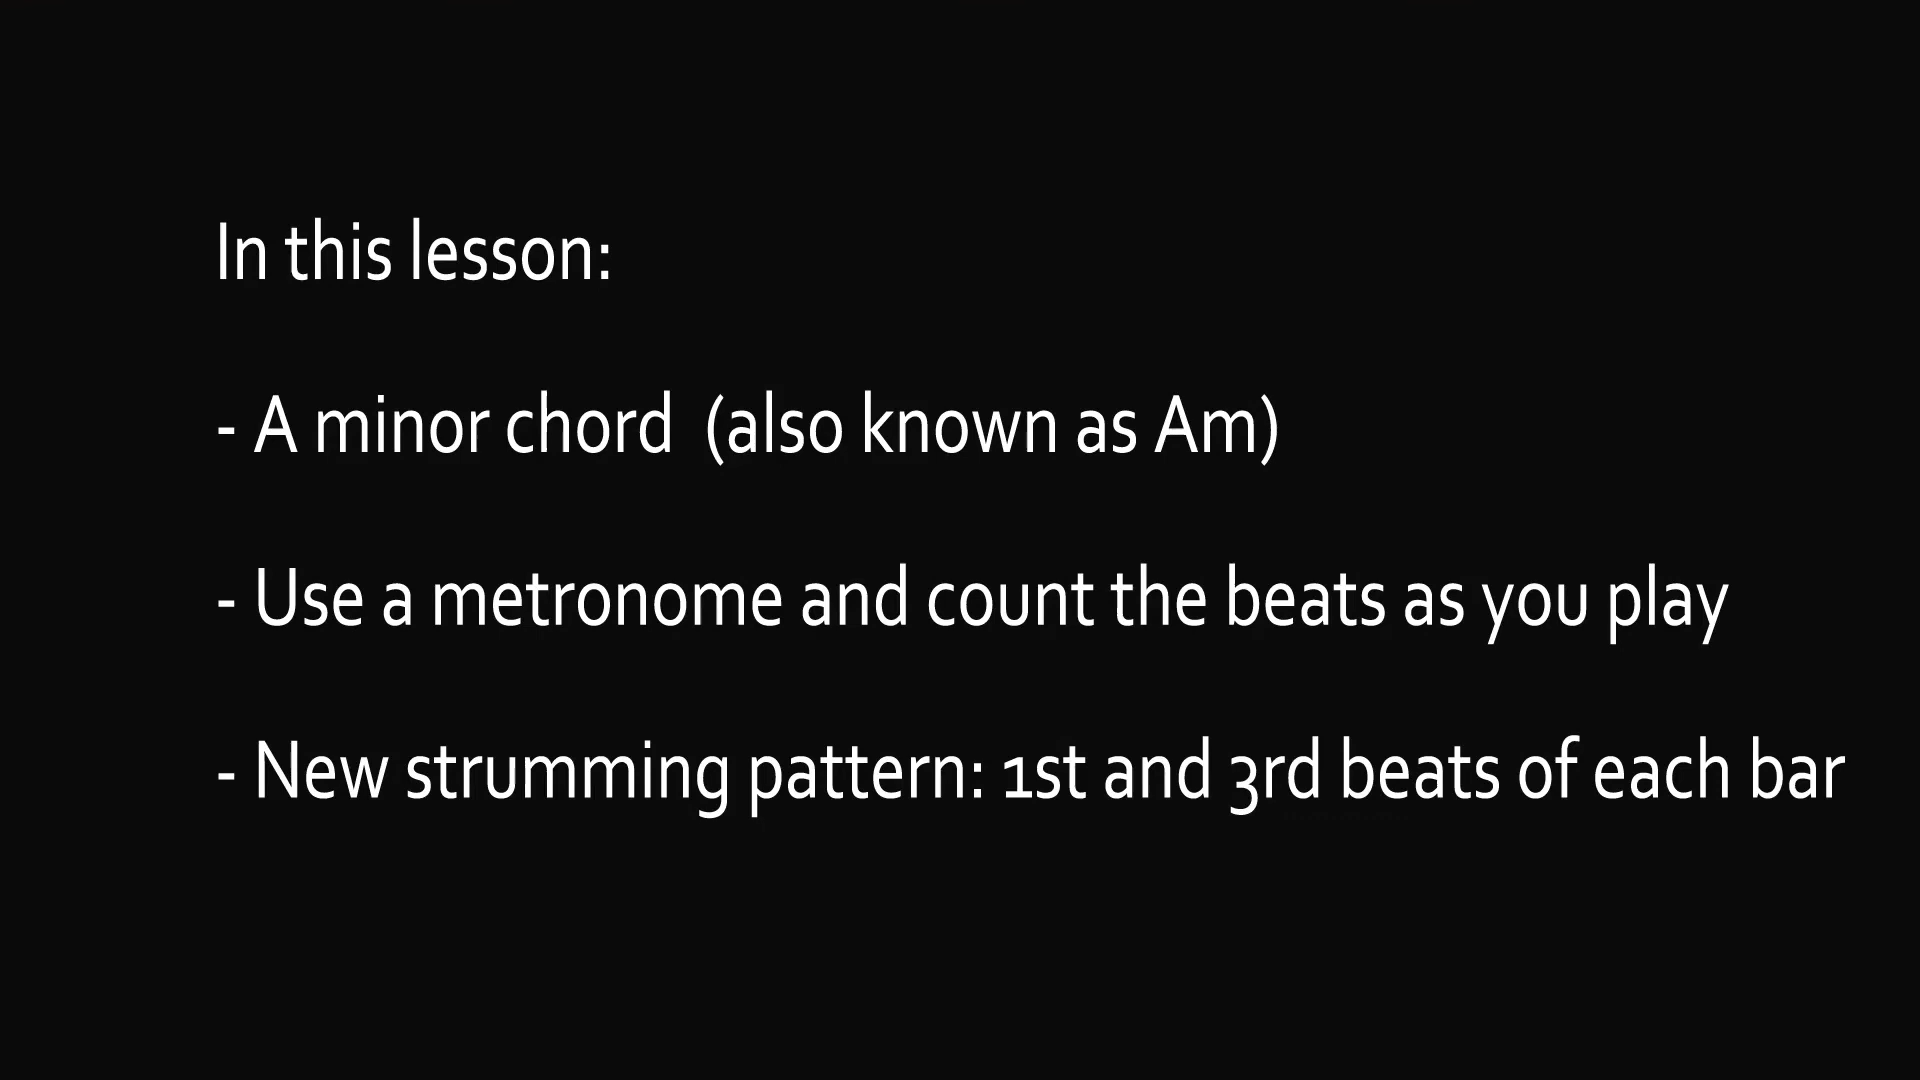 In this lesson:
- A minor chord  (also known as Am)
- Use a metronome and count the beats as you play
- New strumming pattern: 1st and 3rd beats of each bar